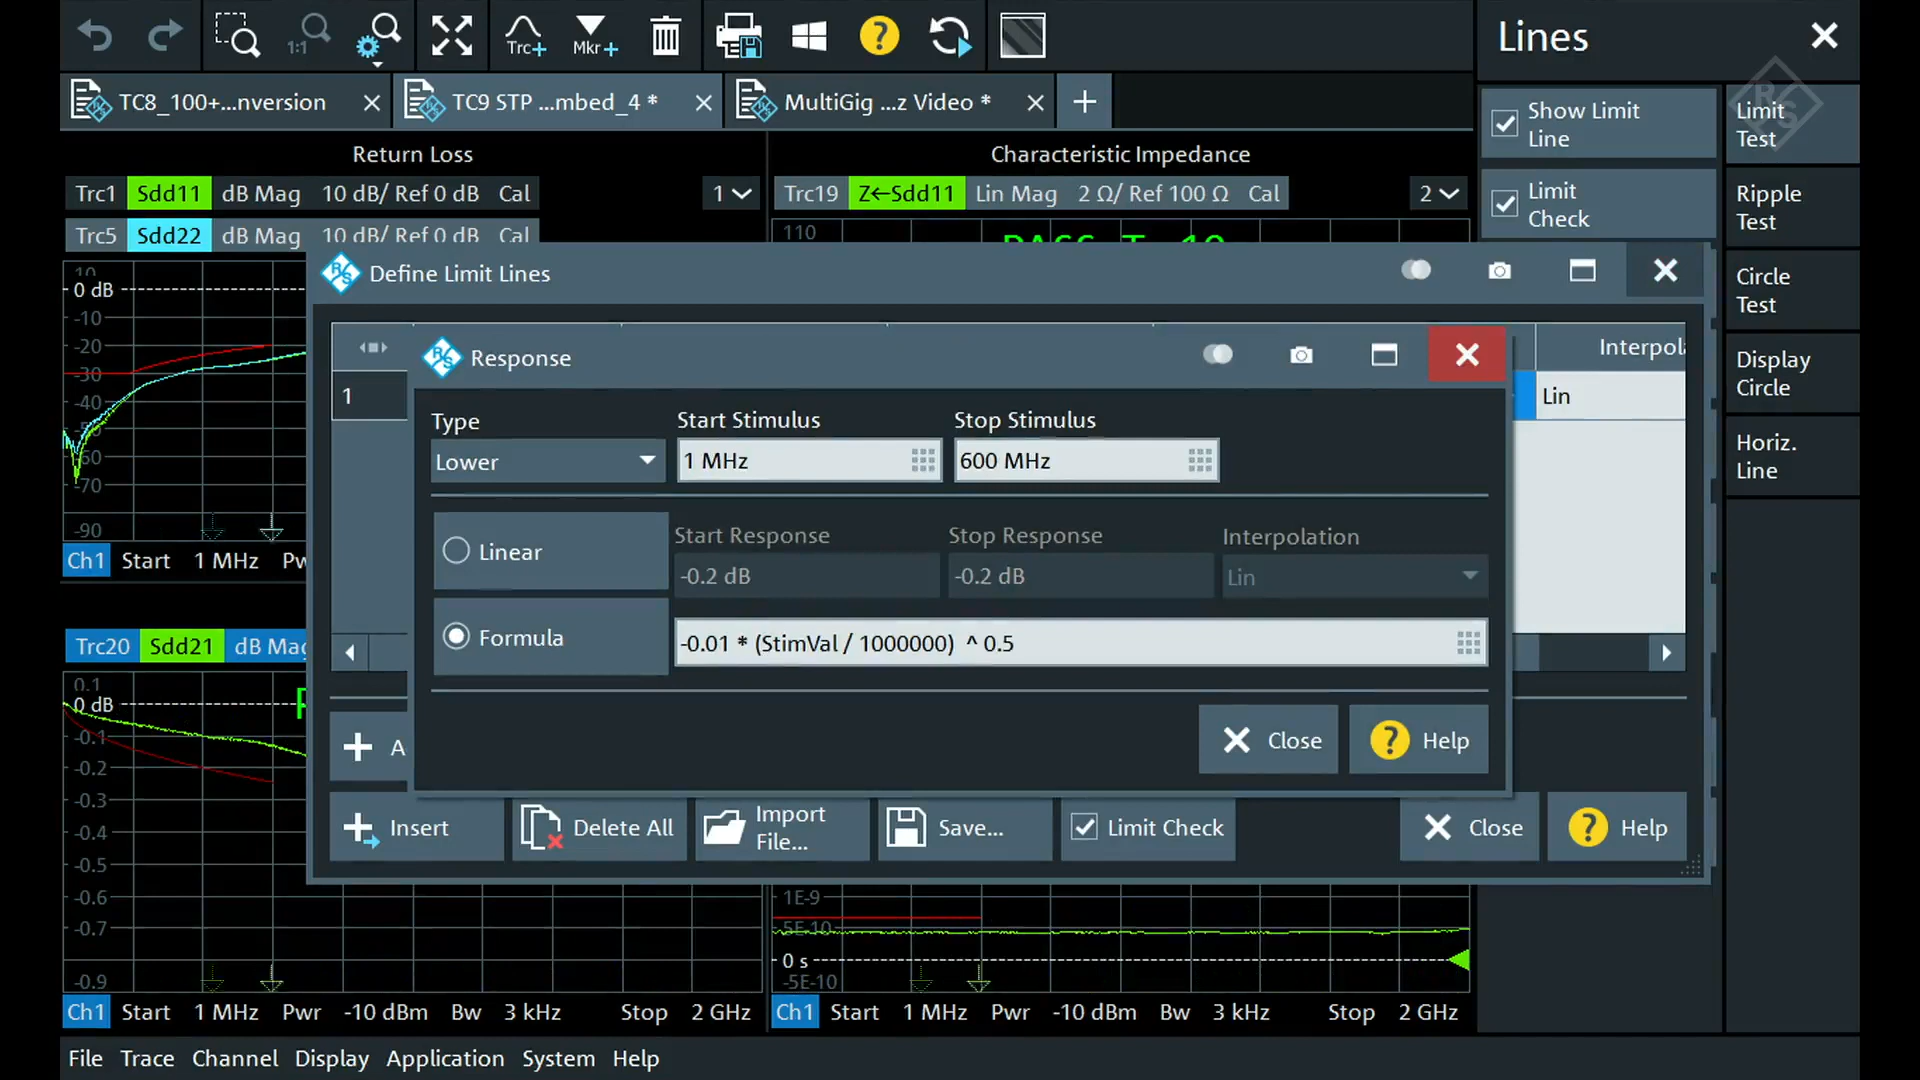 1:1
Trc+
Mkr+
Lines
TC8_100+...nversion
TC9 STP ...mbed_4 *
MultiGig ...z Video *
Show Limit
Line
Limit
Test
Limit
Check
Ripple
Test
Circle
Test
Display
Circle
Horiz.
Line
Return Loss
Trc1 Sdd11 dB Mag 10 dB/ Ref 0 dB Cal 1
Trc5 Sdd22 dB Mag 10 dB/ Ref 0 dB Cal
Characteristic Impedance
Trc19 Z←Sdd11 Lin Mag 2 Ω/ Ref 100 Ω Cal 2
110
10
0 dB
-10
-20
-30
-40
-50
-60
-70
-90
Ch1 Start 1 MHz
Define Limit Lines
Interpol
1
Lin
Response
Type
Lower
Start Stimulus
1 MHz
Stop Stimulus
600 MHz
Linear
Start Response
-0.2 dB
Stop Response
-0.2 dB
Interpolation
Lin
Formula
-0.01 * (StimVal / 1000000) ^ 0.5
Close
Help
A
Insert
Delete All
Import
File...
Save...
Limit Check
Close
Help
Trc20 Sdd21 dB Mag
0.1
0 dB
-0.1
-0.2
-0.3
-0.4
-0.5
-0.6
-0.7
-0.9
Ch1 Start 1 MHz Pwr -10 dBm Bw 3 kHz Stop 2 GHz
1E-9
5E-10
0 s
-5E-10
Ch1 Start 1 MHz Pwr -10 dBm Bw 3 kHz Stop 2 GHz
File Trace Channel Display Application System Help